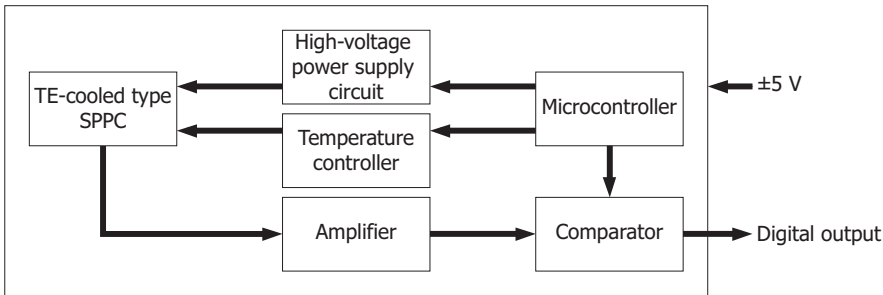 High-voltage
power supply
circuit
TE-cooled type
SPPC
Microcontroller
±5 V
Temperature
controller
Amplifier
Comparator
Digital output